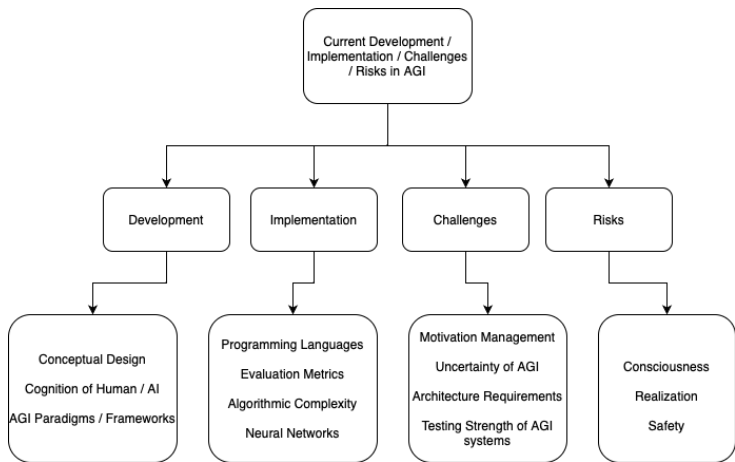 Current Development /
Implementation / Challenges
/ Risks in AGI
Development
Implementation
Challenges
Risks
Conceptual Design
Cognition of Human / AI
AGI Paradigms / Frameworks
Programming Languages
Evaluation Metrics
Algorithmic Complexity
Neural Networks
Motivation Management
Uncertainty of AGI
Architecture Requirements
Testing Strength of AGI
systems
Consciousness
Realization
Safety